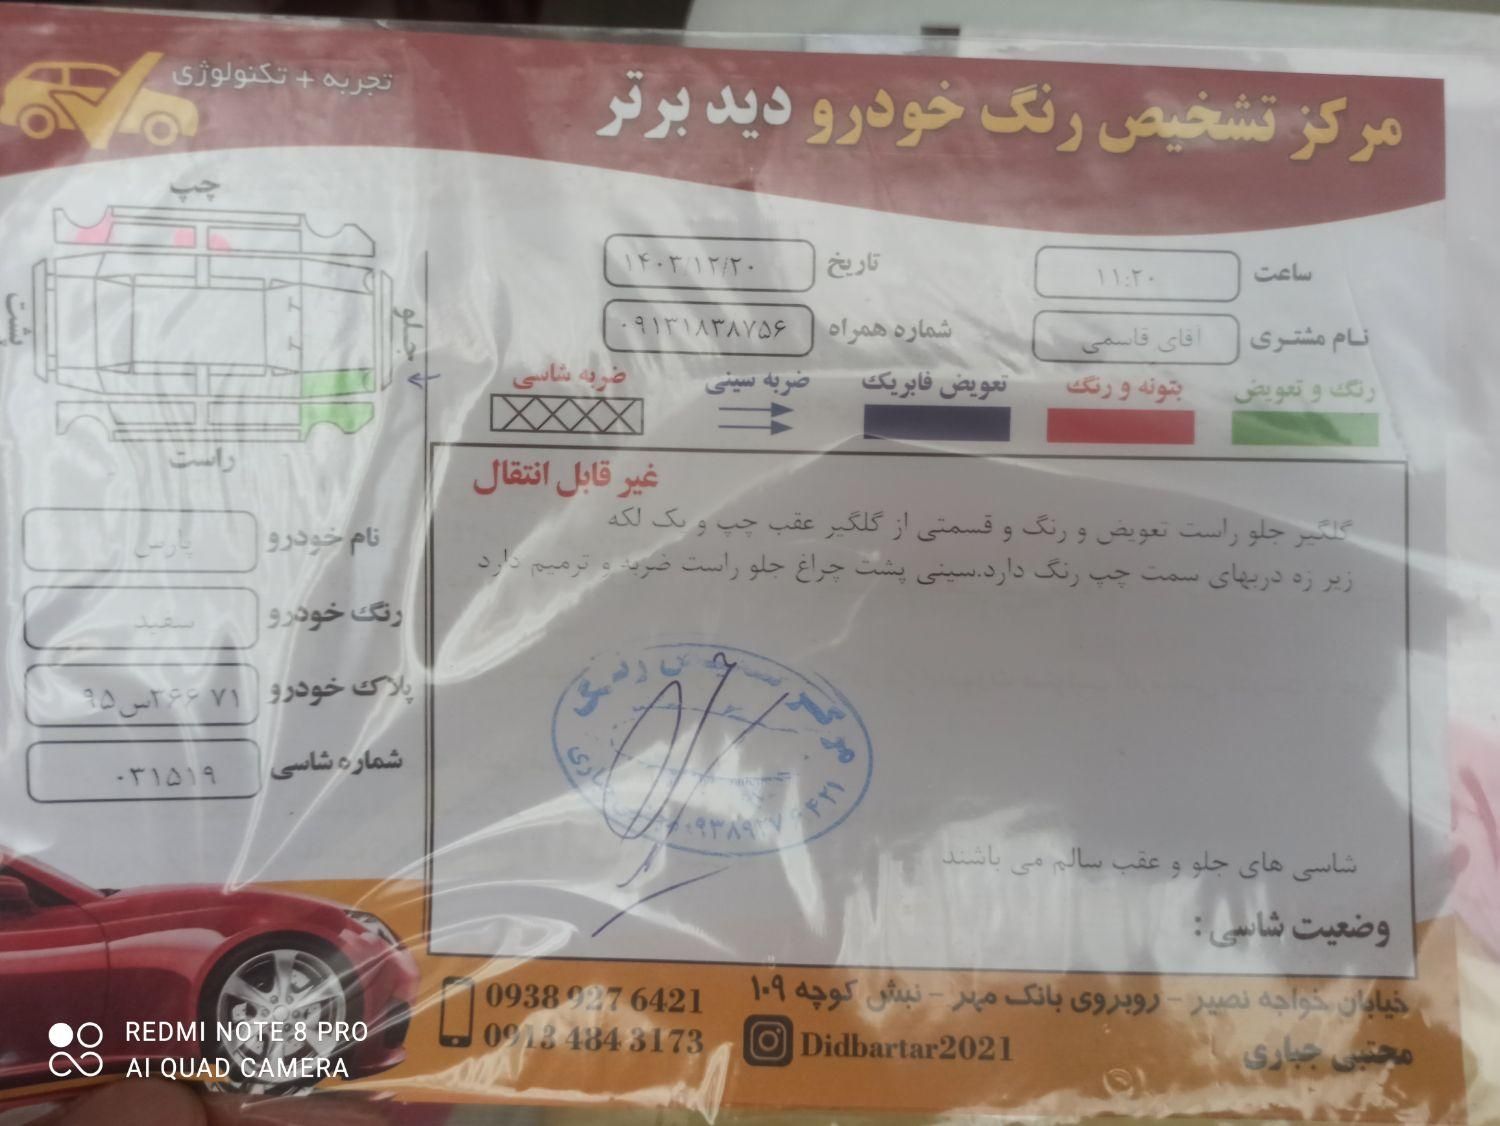 تجربه + تکنولوژی
مرکز تشخیص رنگ خودرو دید برتر
ساعت ۱۱:۲۰
تاریخ ۱۴۰۳/۱۲/۲۰
نام مشتری آقای قاسمی
شماره همراه ۰۹۱۳۱۸۳۸۷۵۶
رنگ و تعویض
بتونه و رنگ
تعویض فابریک
ضربه سینی
ضربه شاسی
چپ
جلو
پشت
راست
غیر قابل انتقال
گلگیر جلو راست تعویض و رنگ و قسمتی از گلگیر عقب چپ و یک لکه
زیر زه دربهای سمت چپ رنگ دارد.سینی پشت چراغ جلو راست ضربه و ترمیم دارد
نام خودرو پارس
رنگ خودرو سفید
پلاک خودرو ۷۱ ۲۶۶س۹۵
شماره شاسی ۰۳۱۵۱۹
مرکز رنگ
شاسی های جلو و عقب سالم می باشند
وضعیت شاسی :
خیابان خواجه نصیر - روبروی بانک مهر - نبش کوچه ۱۰۹
مجتبی جباری
0938 927 6421
0913 484 3173
Didbartar2021
REDMI NOTE 8 PRO
AI QUAD CAMERA